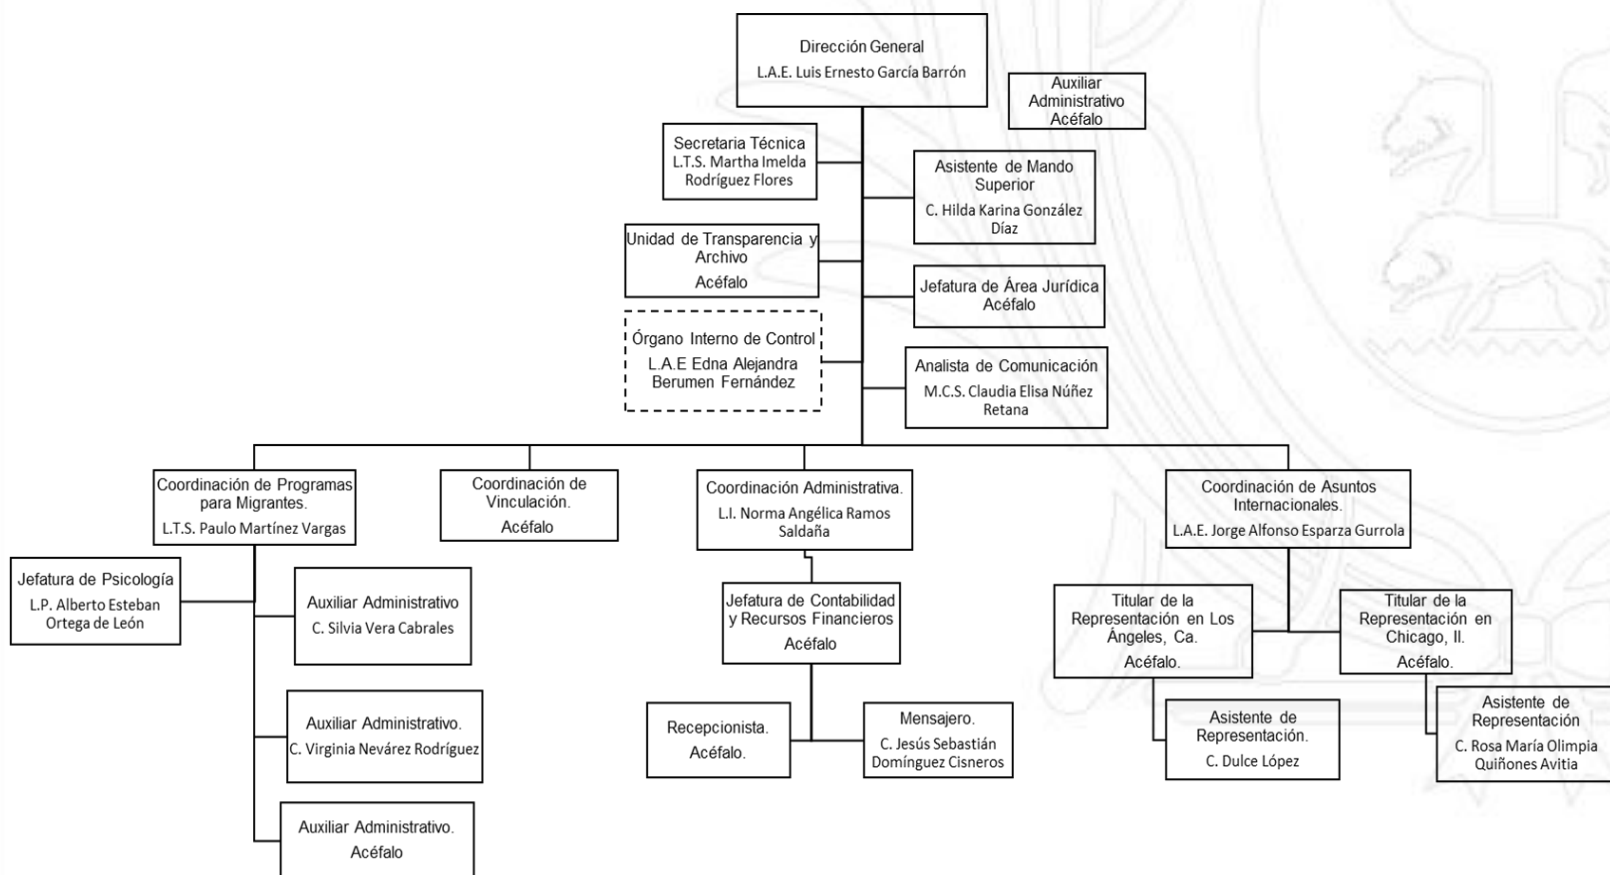 Dirección General
L.A.E. Luis Ernesto García Barrón
Auxiliar
Administrativo
Acéfalo
Secretaria Técnica
L.T.S. Martha Imelda
Rodríguez Flores
Asistente de Mando
Superior
C. Hilda Karina González
Díaz
Unidad de Transparencia y
Archivo
Acéfalo
Jefatura de Área Jurídica
Acéfalo
Órgano Interno de Control
L.A.E Edna Alejandra
Berumen Fernández
Analista de Comunicación
M.C.S. Claudia Elisa Núñez
Retana
Coordinación de Programas
para Migrantes.
L.T.S. Paulo Martínez Vargas
Coordinación de
Vinculación.
Acéfalo
Coordinación Administrativa.
L.I. Norma Angélica Ramos
Saldaña
Coordinación de Asuntos
Internacionales.
L.A.E. Jorge Alfonso Esparza Gurrola
Jefatura de Psicología
L.P. Alberto Esteban
Ortega de León
Auxiliar Administrativo
C. Silvia Vera Cabrales
Jefatura de Contabilidad
y Recursos Financieros
Acéfalo
Titular de la
Representación en Los
Ángeles, Ca.
Acéfalo.
Titular de la
Representación en
Chicago, Il.
Acéfalo.
Auxiliar Administrativo.
C. Virginia Nevárez Rodríguez
Recepcionista.
Acéfalo.
Mensajero.
C. Jesús Sebastián
Domínguez Cisneros
Asistente de
Representación.
C. Dulce López
Asistente de
Representación
C. Rosa María Olimpia
Quiñones Avitia
Auxiliar Administrativo.
Acéfalo